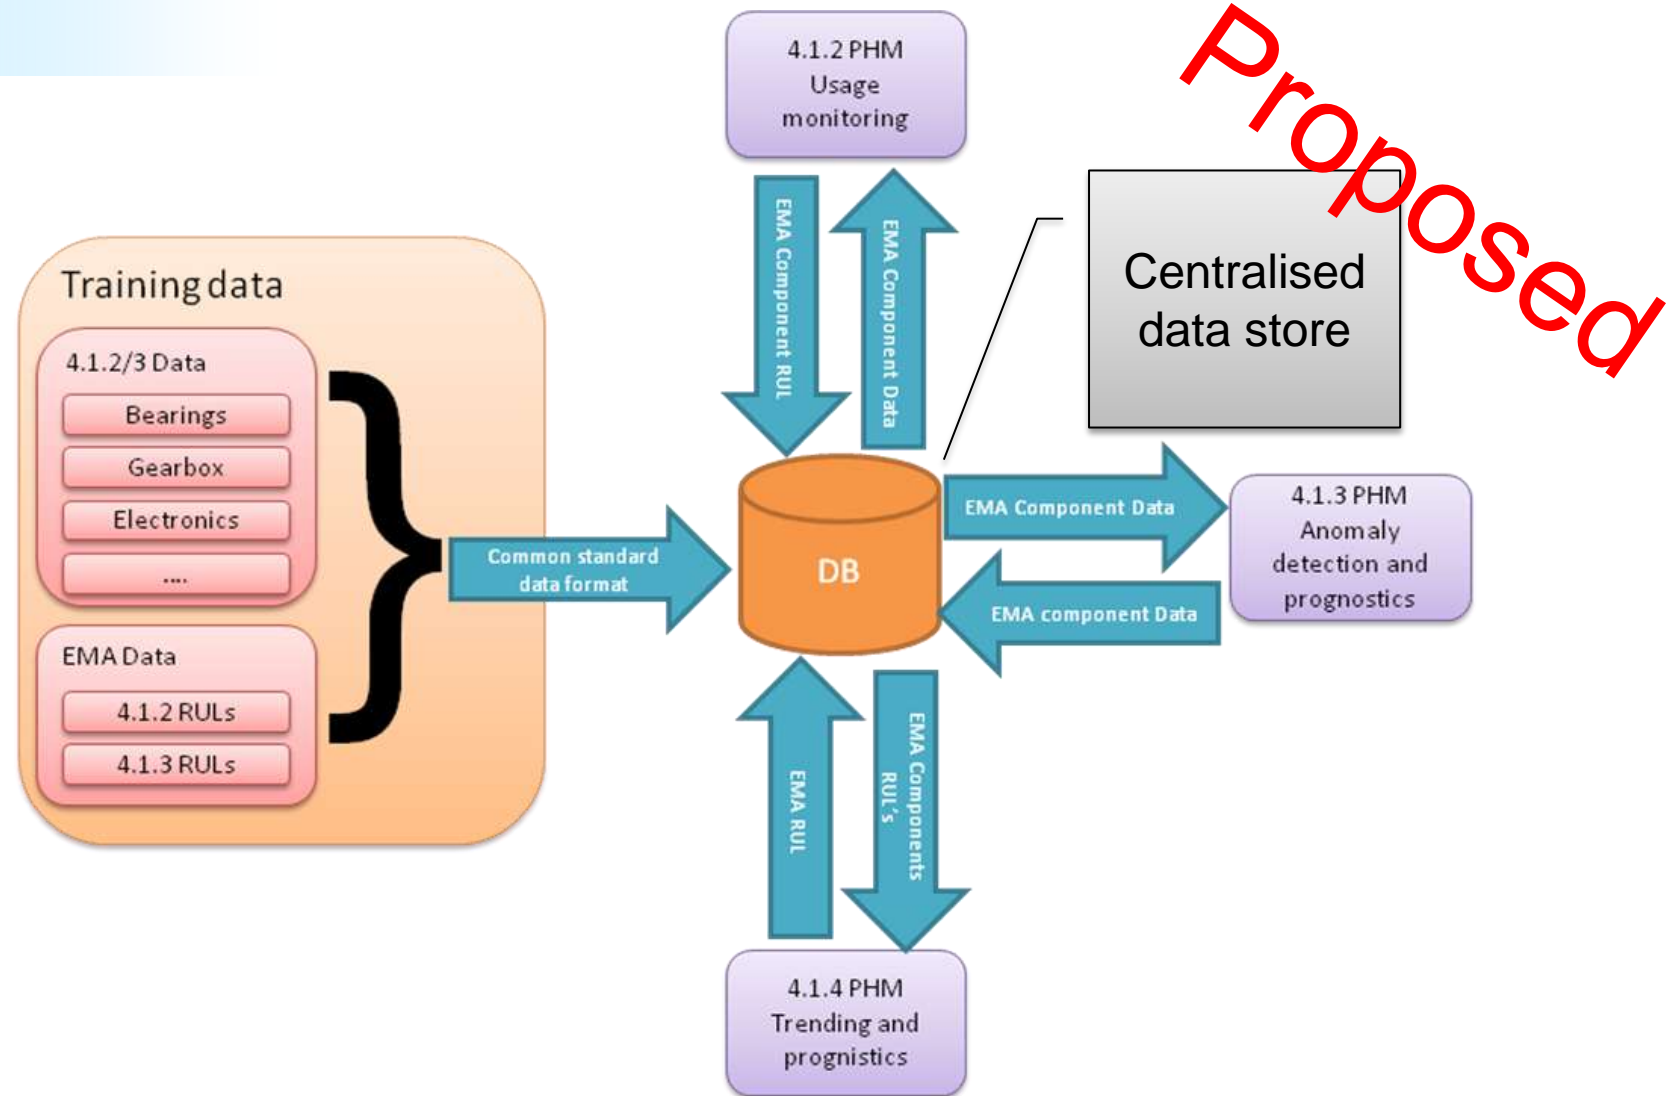 4.1.2 PHM
Usage
monitoring
Proposed
EMA Component RUL
EMA Component Data
Centralised
data store
Training data
4.1.2/3 Data
Bearings
Gearbox
Electronics
....
EMA Data
4.1.2 RULs
4.1.3 RULs
Common standard
data format
DB
EMA Component Data
EMA component Data
4.1.3 PHM
Anomaly
detection and
prognostics
EMA RUL
EMA Components
RUL's
4.1.4 PHM
Trending and
prognistics